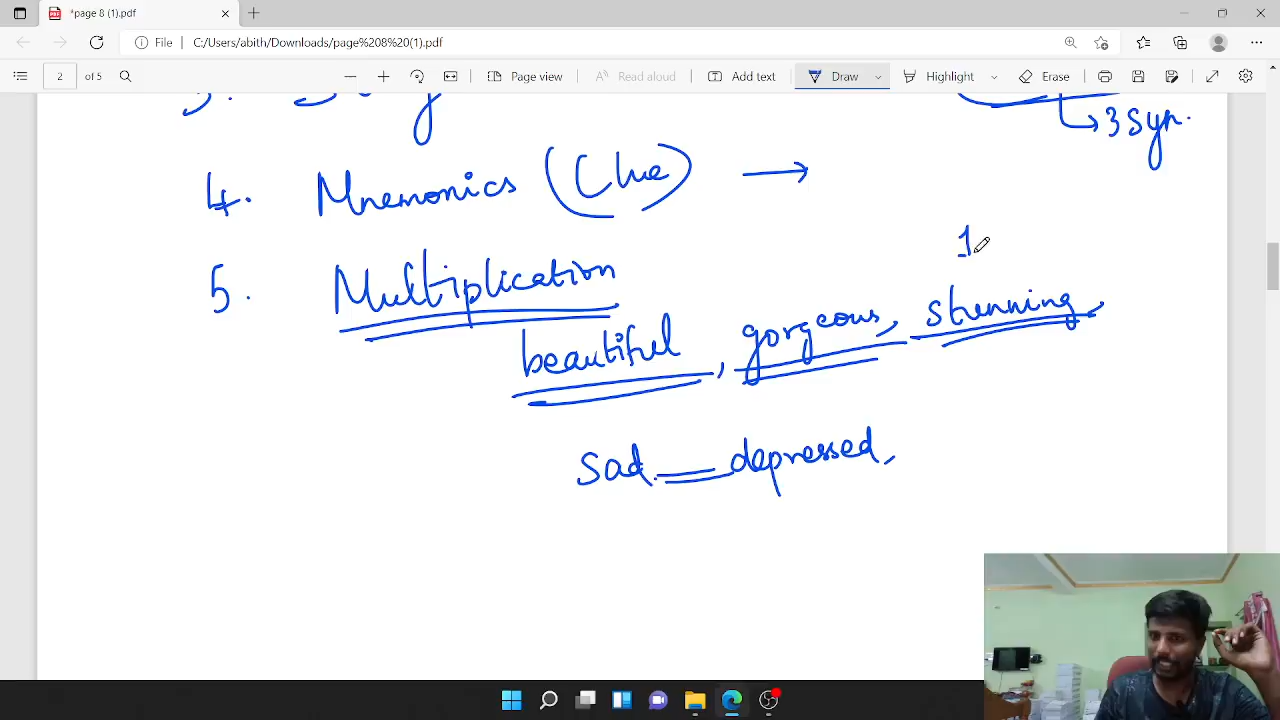 *page 8 (1).pdf
File C:/Users/abith/Downloads/page%208%20(1).pdf
2 of 5 Page view Read aloud Add text Draw Highlight Erase
3.
3 Syn.
4. Mnemonics (Clue) →
1
5. Multiplication
beautiful, gorgeous, stunning,
Sad. depressed,